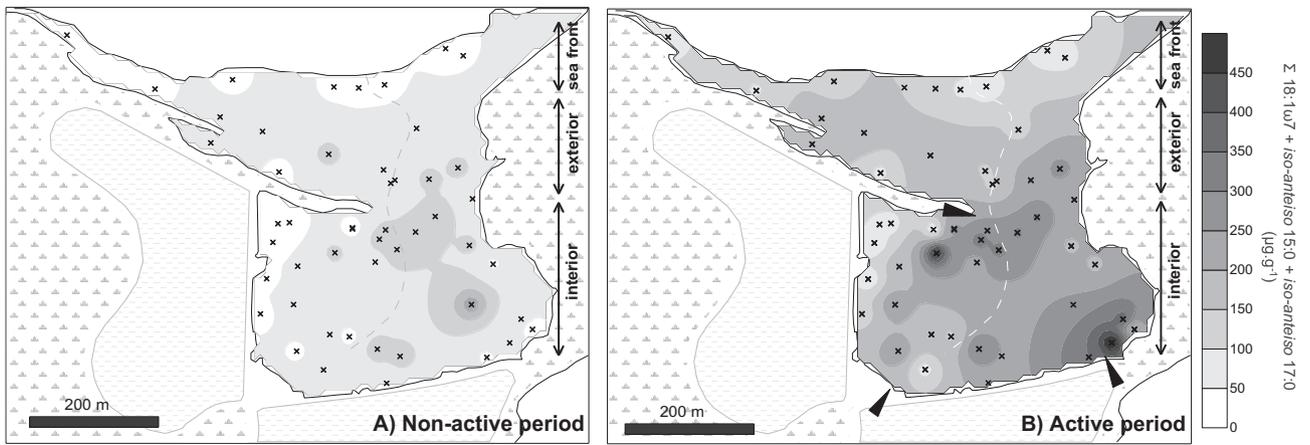 sea front
exterior
interior
200 m
A) Non-active period
sea front
exterior
interior
200 m
B) Active period
450
400
350
300
250
200
150
100
50
0
Σ 18:1ω7 + iso-anteiso 15:0 + iso-anteiso 17:0
(µg·g⁻¹)